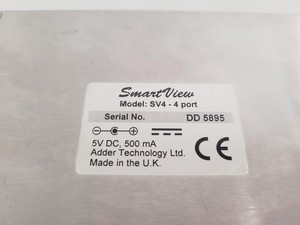 SmartView
Model: SV4 - 4 port
Serial No. DD 5895
5V DC, 500 mA
Adder Technology Ltd.
Made in the U.K.
CE